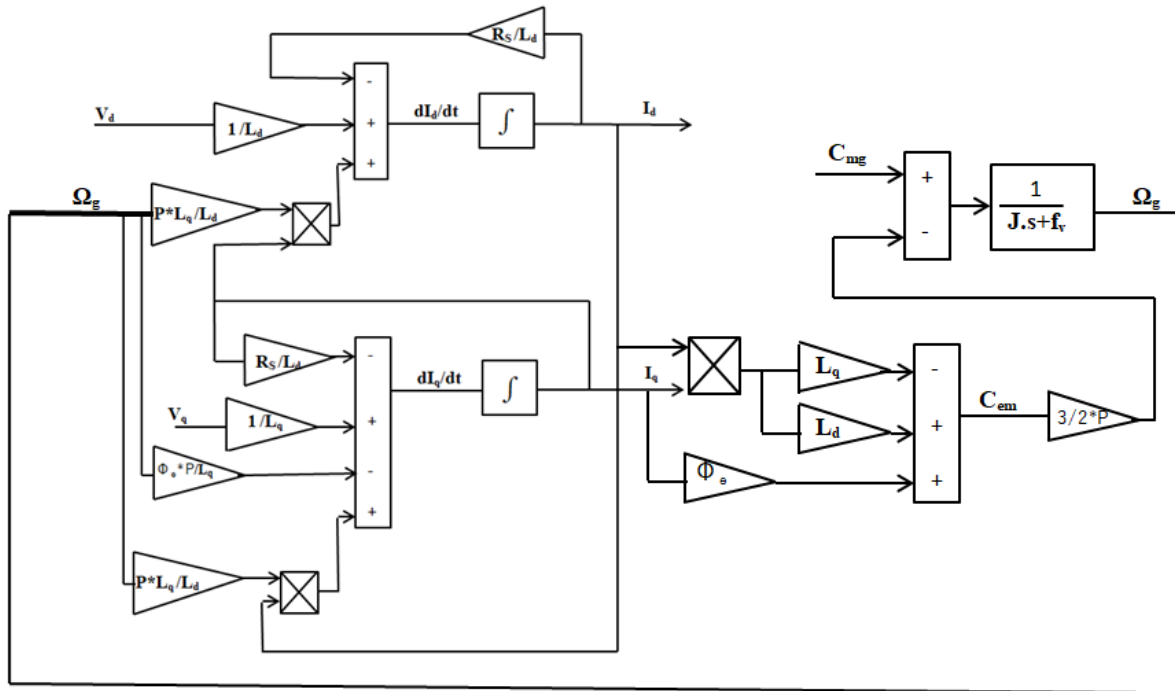 R_S/L_d
-
V_d
1/L_d
+
dI_d/dt
∫
I_d
+
C_mg
+
1
J.s+f_v
Ω_g
-
Ω_g
P*L_q/L_d
R_S/L_d
-
dI_q/dt
∫
I_q
L_q
-
V_q
1/L_q
+
L_d
+
C_em
3/2*P
Φ_e*P/L_q
-
Φ_e
+
+
P*L_q/L_d